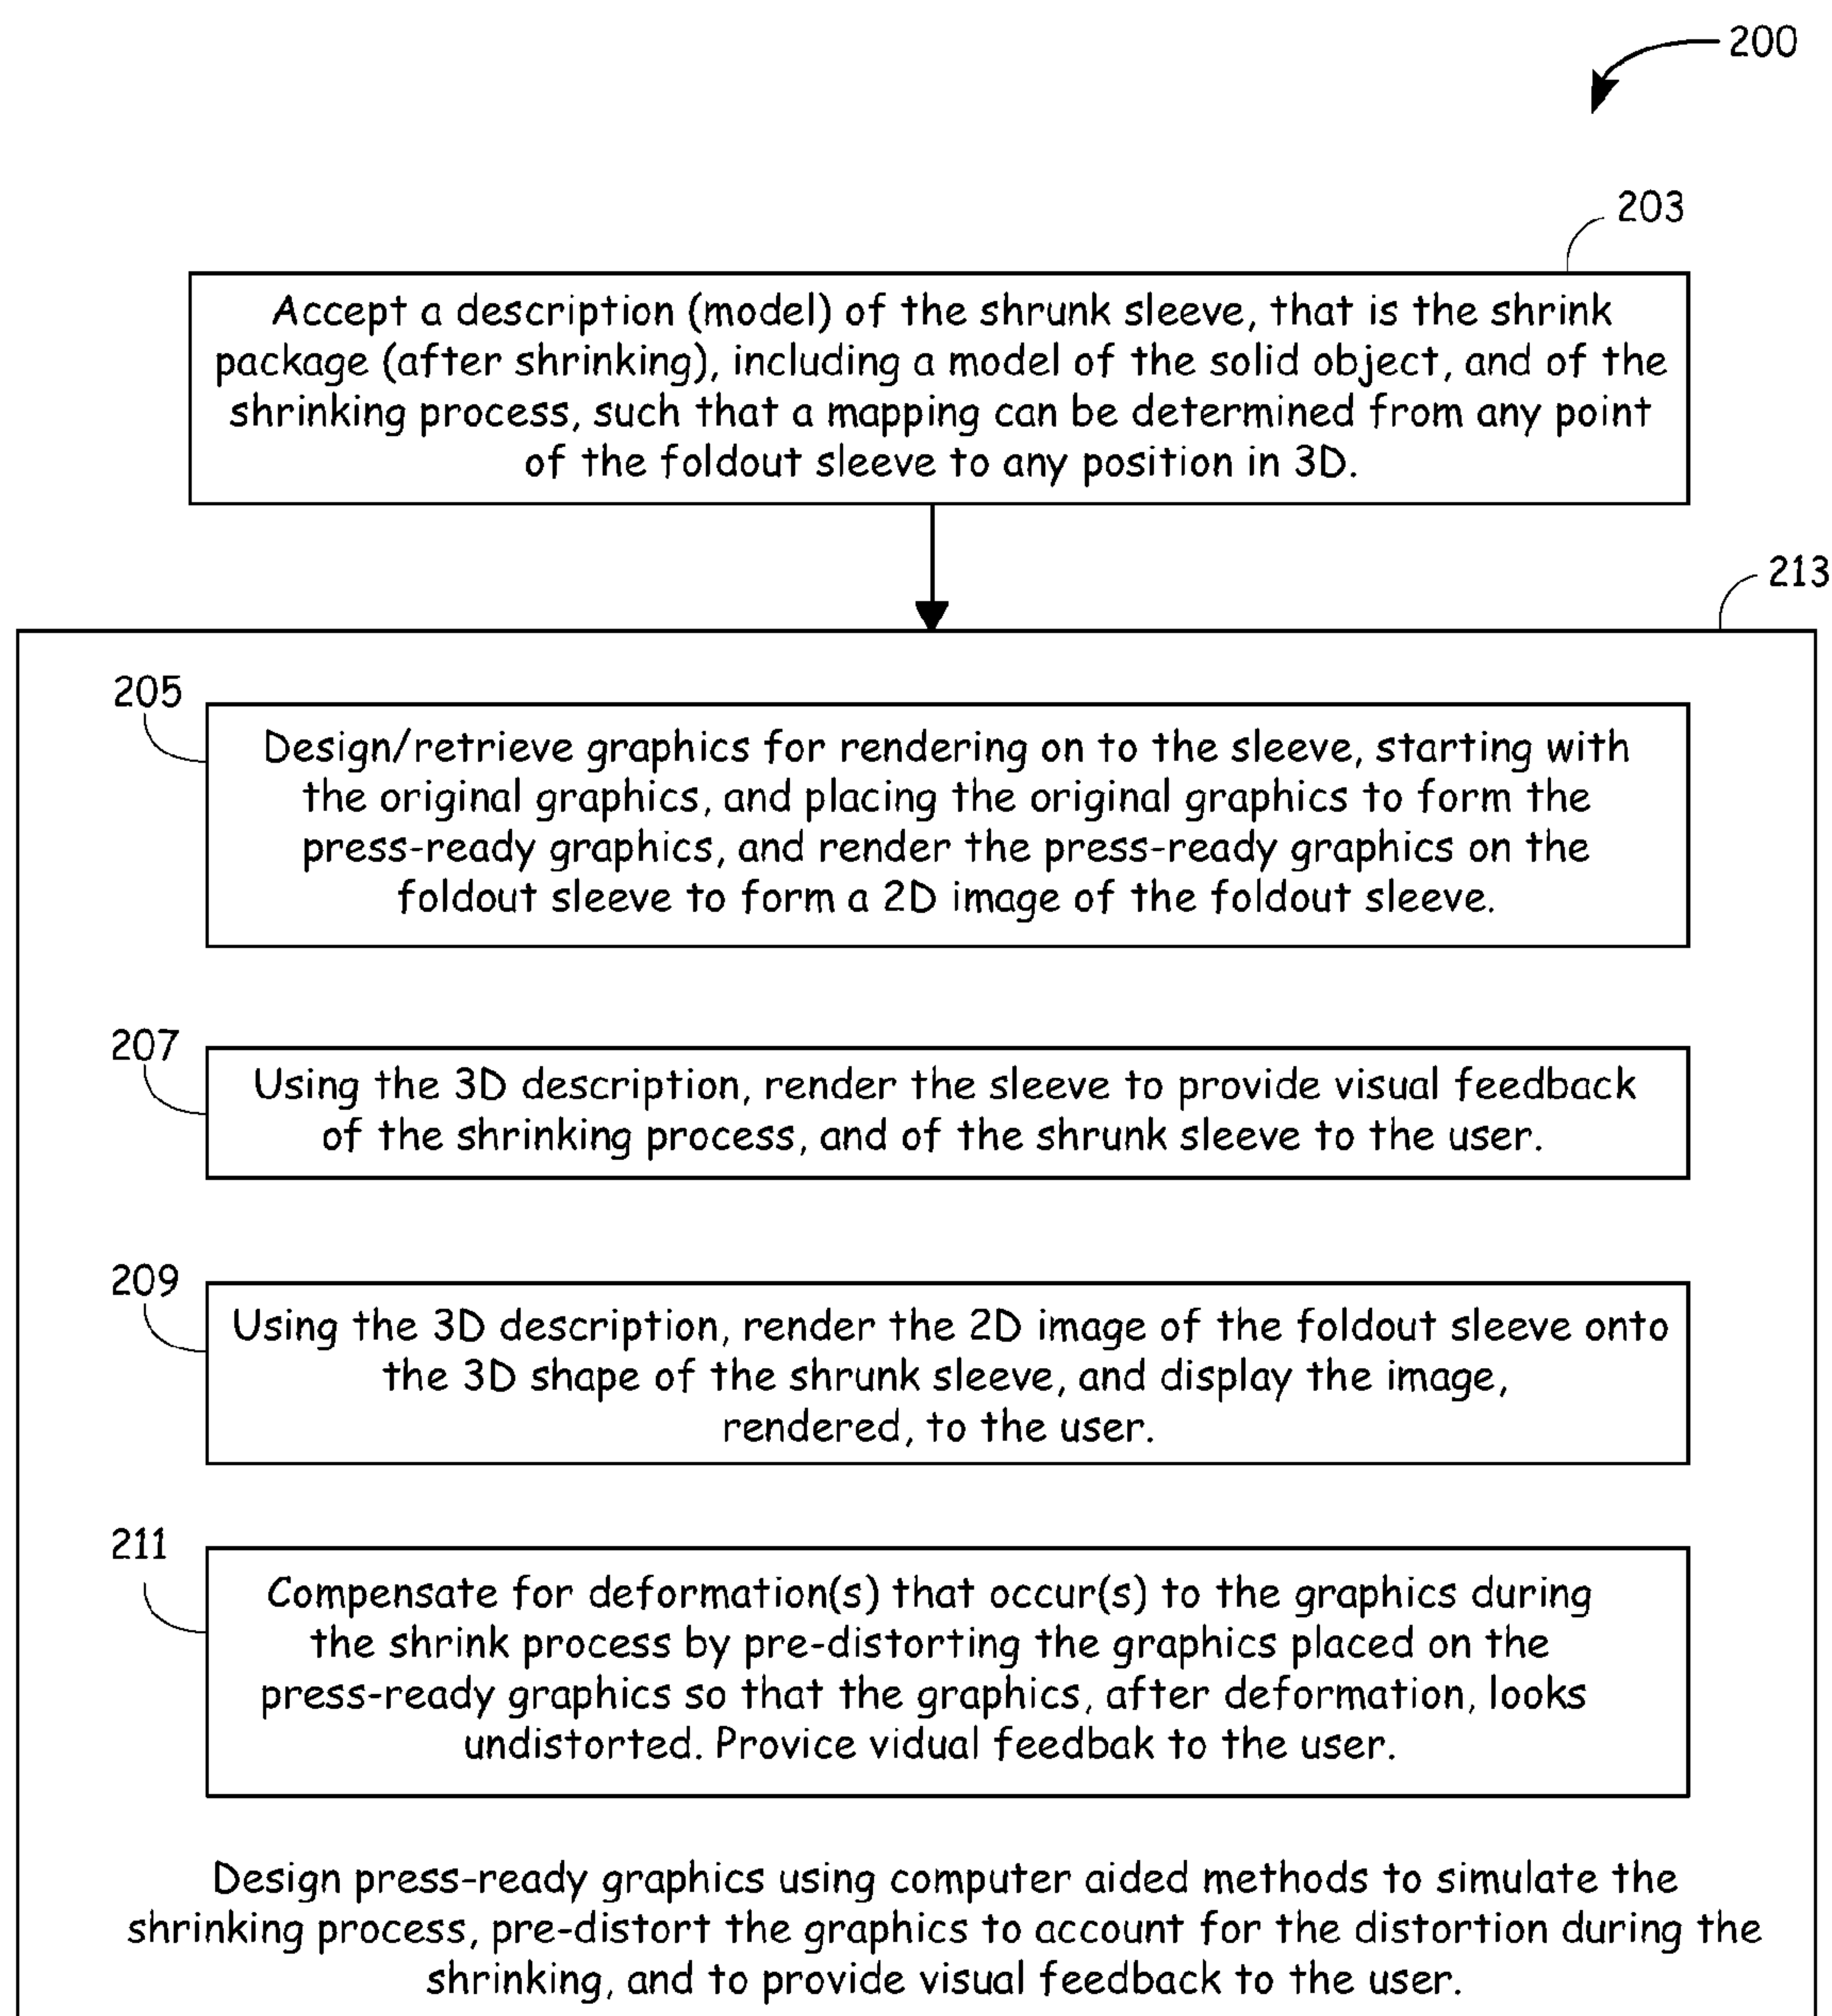 200
203
Accept a description (model) of the shrunk sleeve, that is the shrink
package (after shrinking), including a model of the solid object, and of the
shrinking process, such that a mapping can be determined from any point
of the foldout sleeve to any position in 3D.
213
205
Design/retrieve graphics for rendering on to the sleeve, starting with
the original graphics, and placing the original graphics to form the
press-ready graphics, and render the press-ready graphics on the
foldout sleeve to form a 2D image of the foldout sleeve.
207
Using the 3D description, render the sleeve to provide visual feedback
of the shrinking process, and of the shrunk sleeve to the user.
209
Using the 3D description, render the 2D image of the foldout sleeve onto
the 3D shape of the shrunk sleeve, and display the image,
rendered, to the user.
211
Compensate for deformation(s) that occur(s) to the graphics during
the shrink process by pre-distorting the graphics placed on the
press-ready graphics so that the graphics, after deformation, looks
undistorted. Provice vidual feedbak to the user.
Design press-ready graphics using computer aided methods to simulate the
shrinking process, pre-distort the graphics to account for the distortion during the
shrinking, and to provide visual feedback to the user.